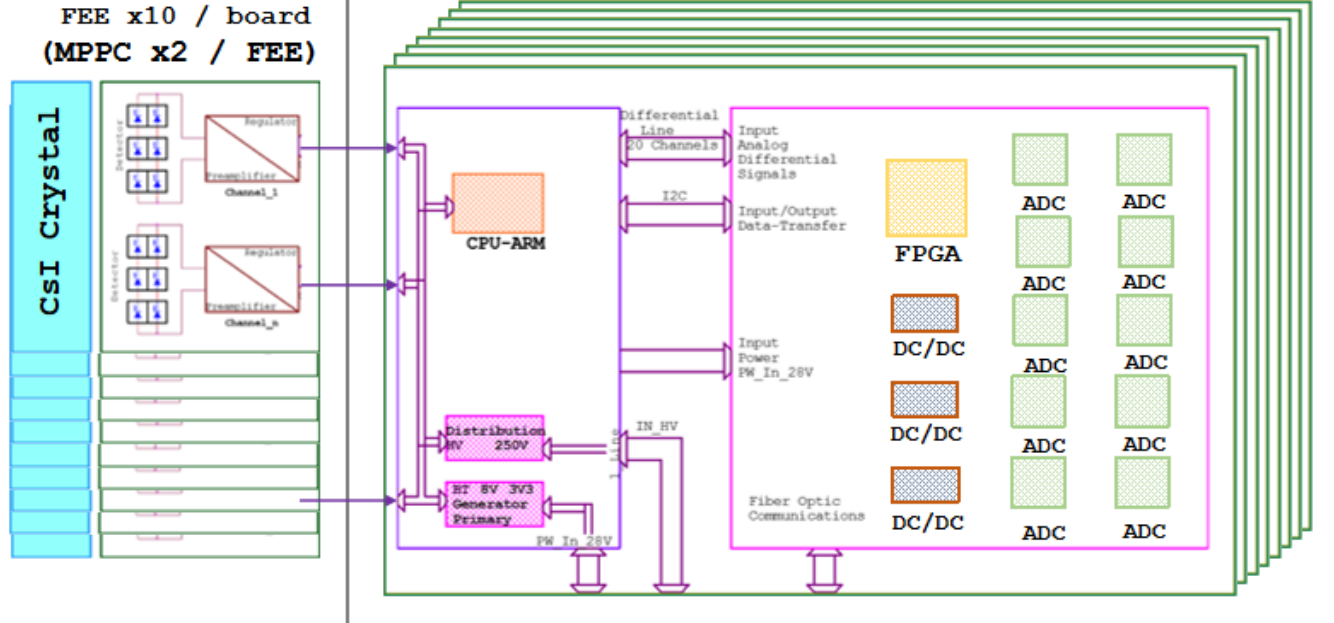 FEE x10 / board
(MPPC x2 / FEE)
CsI Crystal
Detector
Regulator
Preamplifier
Channel_1
Detector
Regulator
Preamplifier
Channel_n
CPU-ARM
Distribution
HV 250V
HT 8V 3V3
Generator
Primary
PW_In_28V
1 Line
IN_HV
Differential
Line
20 Channels
I2C
Input
Analog
Differential
Signals
Input/Output
Data-Transfer
Input
Power
PW_In_28V
Fiber Optic
Communications
FPGA
DC/DC
DC/DC
DC/DC
ADC
ADC
ADC
ADC
ADC
ADC
ADC
ADC
ADC
ADC